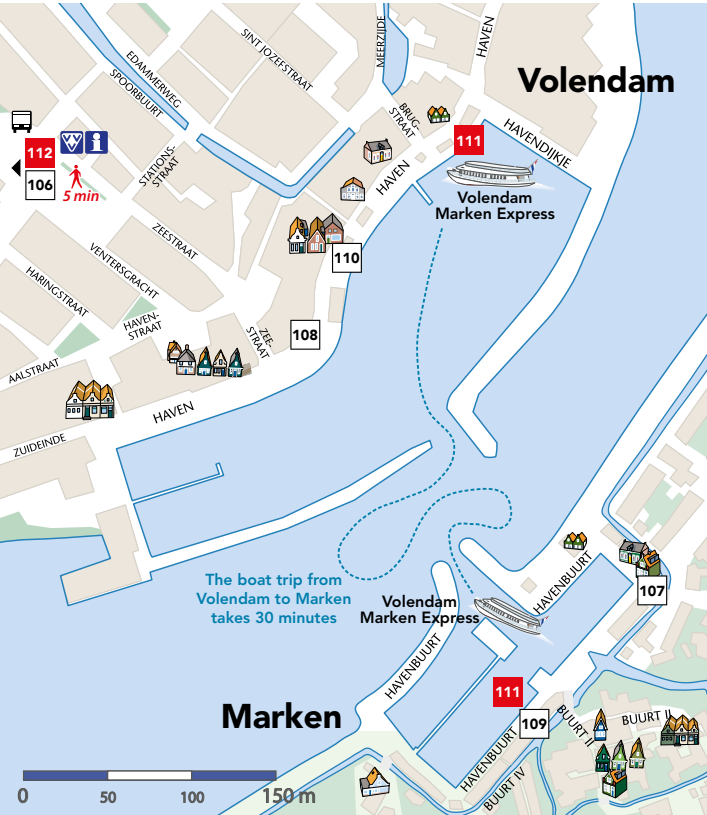 Volendam
SINT JOZEFSTRAAT
MEERZIJDE
HAVEN
EDAMMERWEG
SPOORBUURT
BRUG-
STRAAT
111
HAVENDIJKJE
112
106
5 min
STATIONS-
STRAAT
HAVEN
Volendam
Marken Express
ZEESTRAAT
110
VENTERSGRACHT
HARINGSTRAAT
HAVEN-
STRAAT
ZEE-
STRAAT
108
AALSTRAAT
HAVEN
ZUIDEINDE
The boat trip from
Volendam to Marken
takes 30 minutes
Volendam
Marken Express
HAVENBUURT
107
HAVENBUURT
111
109
Marken
HAVENBUURT
BUURT II
BUURT II
BUURT IV
0
50
100
150 m